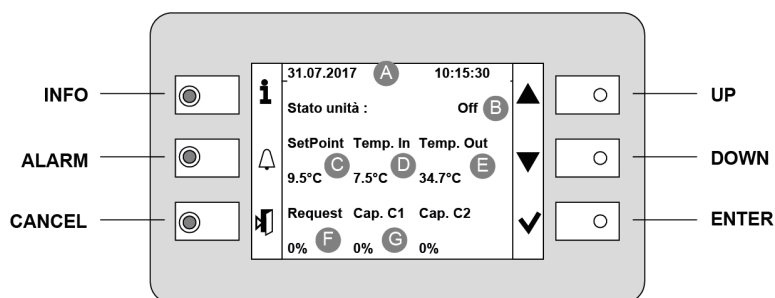 31.07.2017 A 10:15:30
INFO
UP
Stato unità : Off B
SetPoint Temp. In Temp. Out
ALARM
DOWN
C D E
9.5°C 7.5°C 34.7°C
Request Cap. C1 Cap. C2
CANCEL
ENTER
F G
0% 0% 0%